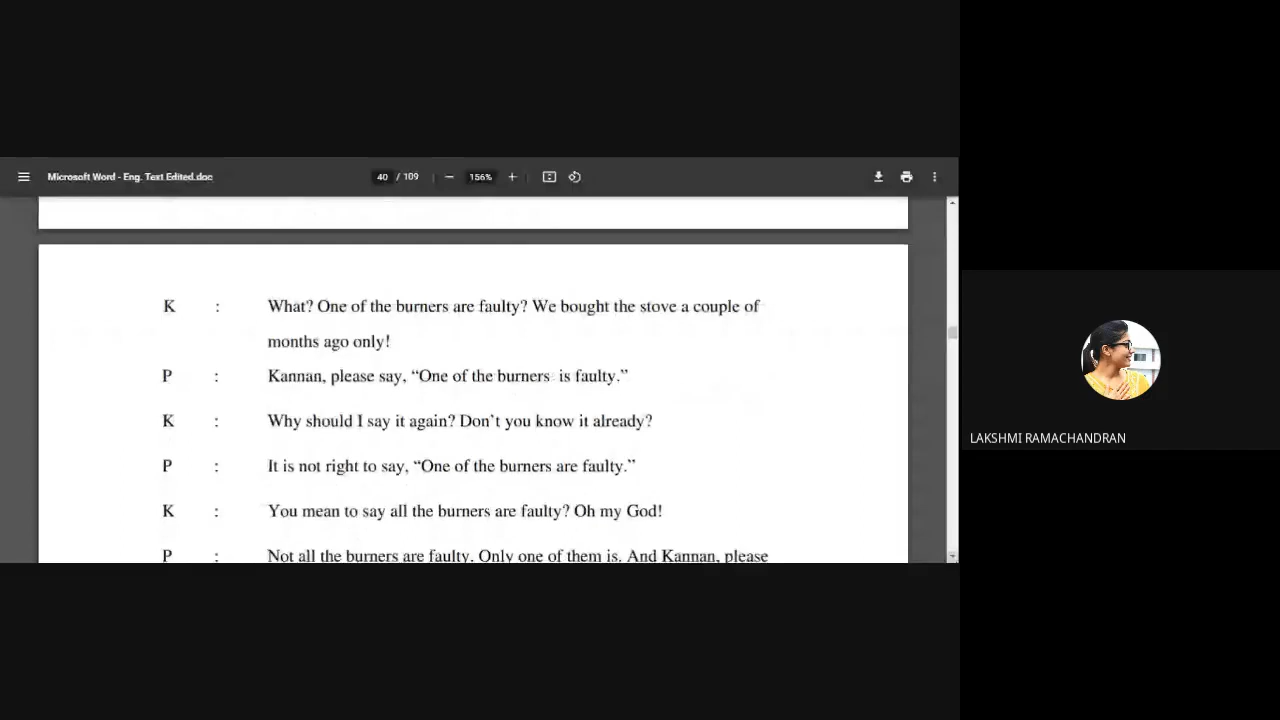 Microsoft Word - Eng. Text Edited.doc 40 / 109 156%
K : What? One of the burners are faulty? We bought the stove a couple of
months ago only!
P : Kannan, please say, “One of the burners is faulty.”
K : Why should I say it again? Don’t you know it already?
P : It is not right to say, “One of the burners are faulty.”
K : You mean to say all the burners are faulty? Oh my God!
P : Not all the burners are faulty. Only one of them is. And Kannan, please
LAKSHMI RAMACHANDRAN